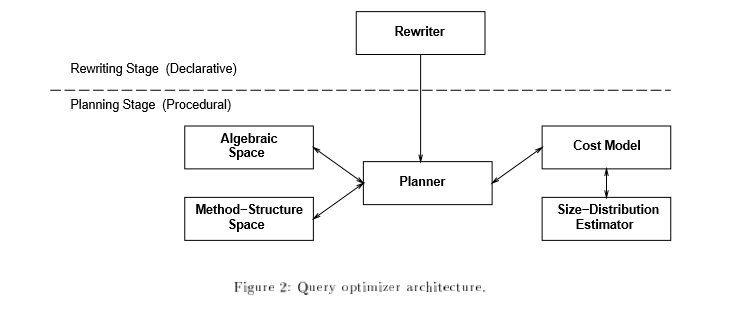 Rewriter
Rewriting Stage (Declarative)
Planning Stage (Procedural)
Algebraic
Space
Cost Model
Planner
Method−Structure
Space
Size−Distribution
Estimator
Figure 2: Query optimizer architecture.